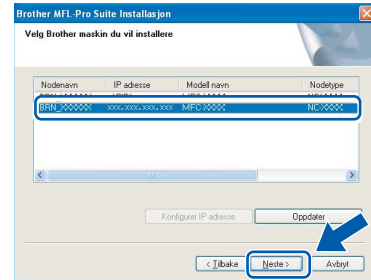 Brother MFL-Pro Suite Installasjon
Velg Brother maskin du vil installere
Nodenavn IP adresse Modell navn Nodetype
BRN_XXXXXX xxx.xxx.xxx.xxx MFC-XXXX NC-XXXX
Konfigurer IP adresse Oppdater
< Tilbake Neste > Avbryt